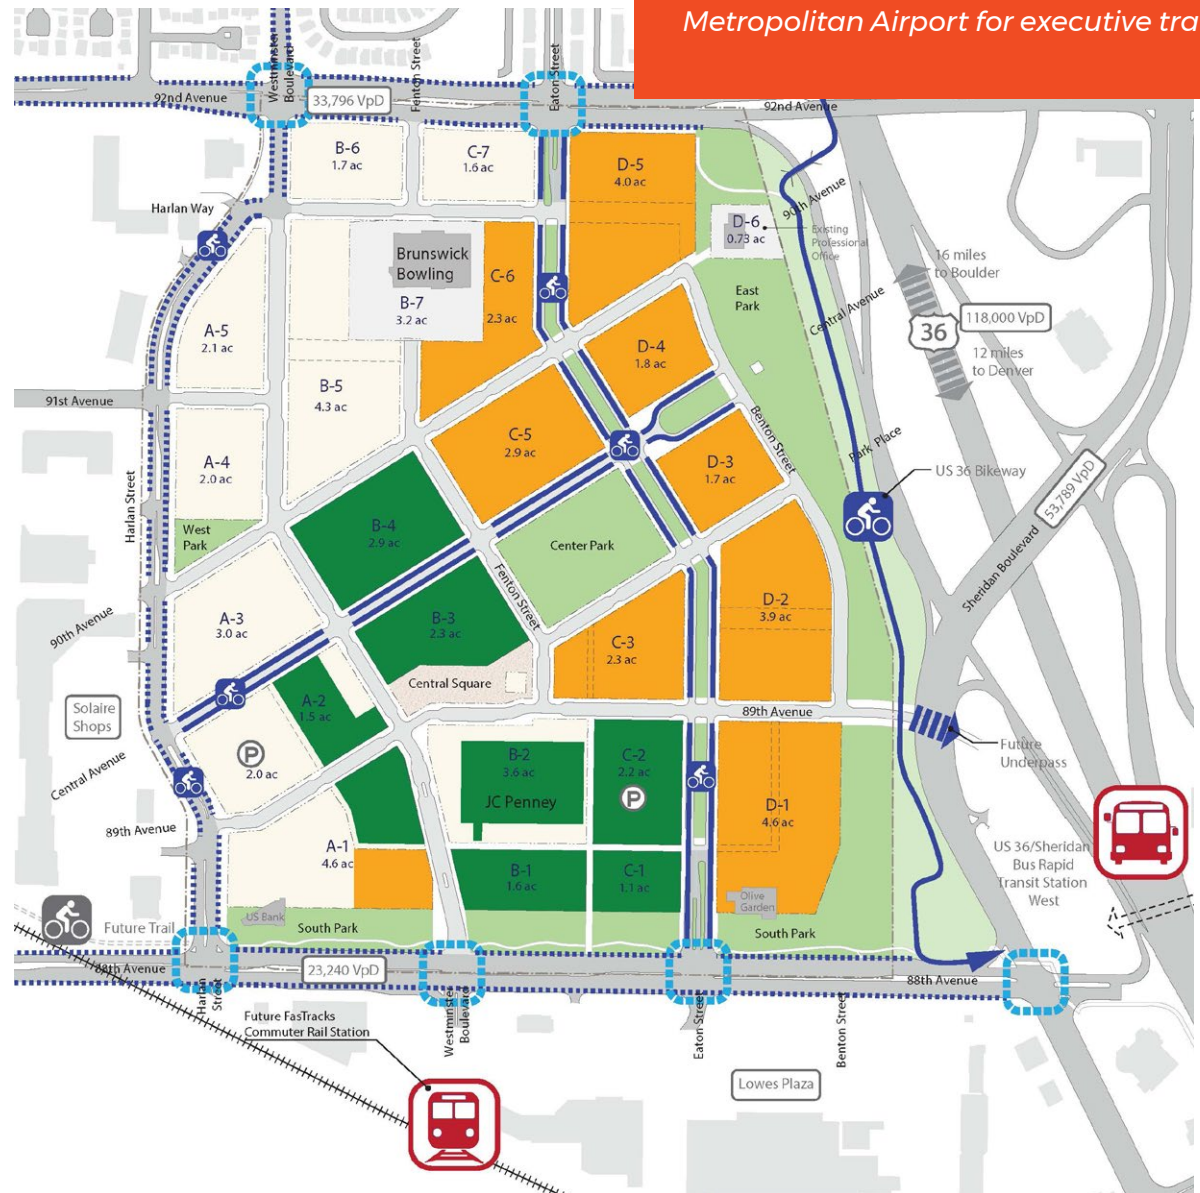 Metropolitan Airport for executive tra
Westminster
Boulevard
Fenton Street
Eaton Street
92nd Avenue
33,796 VpD
92nd Avenue
B-6
1.7 ac
C-7
1.6 ac
D-5
4.0 ac
90th Avenue
Harlan Way
D-6
0.73 ac
Existing
Professional
Office
Brunswick
Bowling
B-7
3.2 ac
C-6
2.3 ac
16 miles
to Boulder
East
Park
Central Avenue
36
118,000 VpD
12 miles
to Denver
A-5
2.1 ac
D-4
1.8 ac
B-5
4.3 ac
91st Avenue
C-5
2.9 ac
Benton Street
Park Place
A-4
2.0 ac
D-3
1.7 ac
US 36 Bikeway
53,789 VpD
Harlan Street
West
Park
B-4
2.9 ac
Center Park
Sheridan Boulevard
Fenton Street
90th Avenue
A-3
3.0 ac
B-3
2.3 ac
D-2
3.9 ac
C-3
2.3 ac
Central Square
Solaire
Shops
A-2
1.5 ac
89th Avenue
P
2.0 ac
Central Avenue
B-2
3.6 ac
JC Penney
C-2
2.2 ac
P
Future
Underpass
D-1
4.6 ac
89th Avenue
A-1
4.6 ac
B-1
1.6 ac
C-1
1.1 ac
US 36/Sheridan
Bus Rapid
Transit Station
West
Olive
Garden
US Bank
Future Trail
South Park
South Park
88th Avenue
23,240 VpD
88th Avenue
Harlan
Street
Westminster
Boulevard
Eaton Street
Benton Street
Future FasTracks
Commuter Rail Station
Lowes Plaza